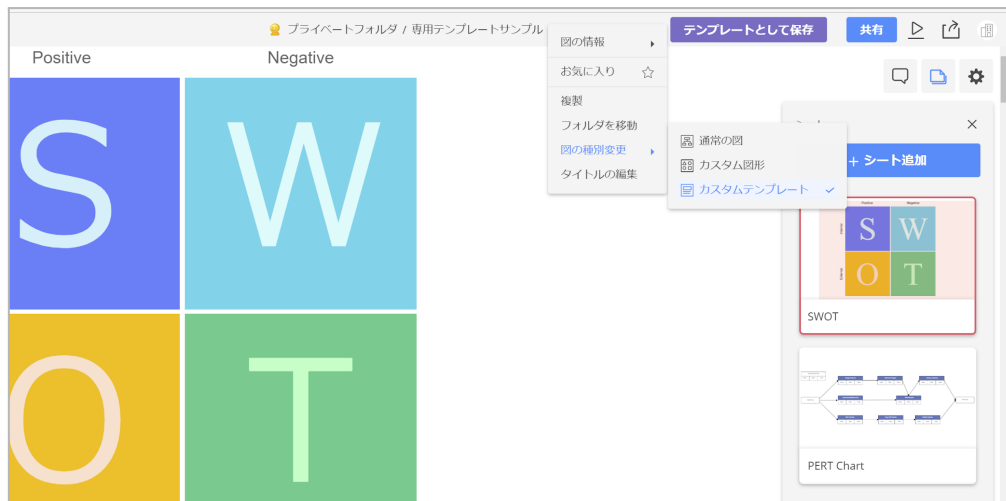 プライベートフォルダ / 専用テンプレートサンプル
テンプレートとして保存
共有
Positive
Negative
S
W
O
T
図の情報
お気に入り
複製
フォルダを移動
図の種別変更
タイトルの編集
通常の図
カスタム図形
カスタムテンプレート
+ シート追加
Positive
Negative
S
W
O
T
SWOT
PERT Chart